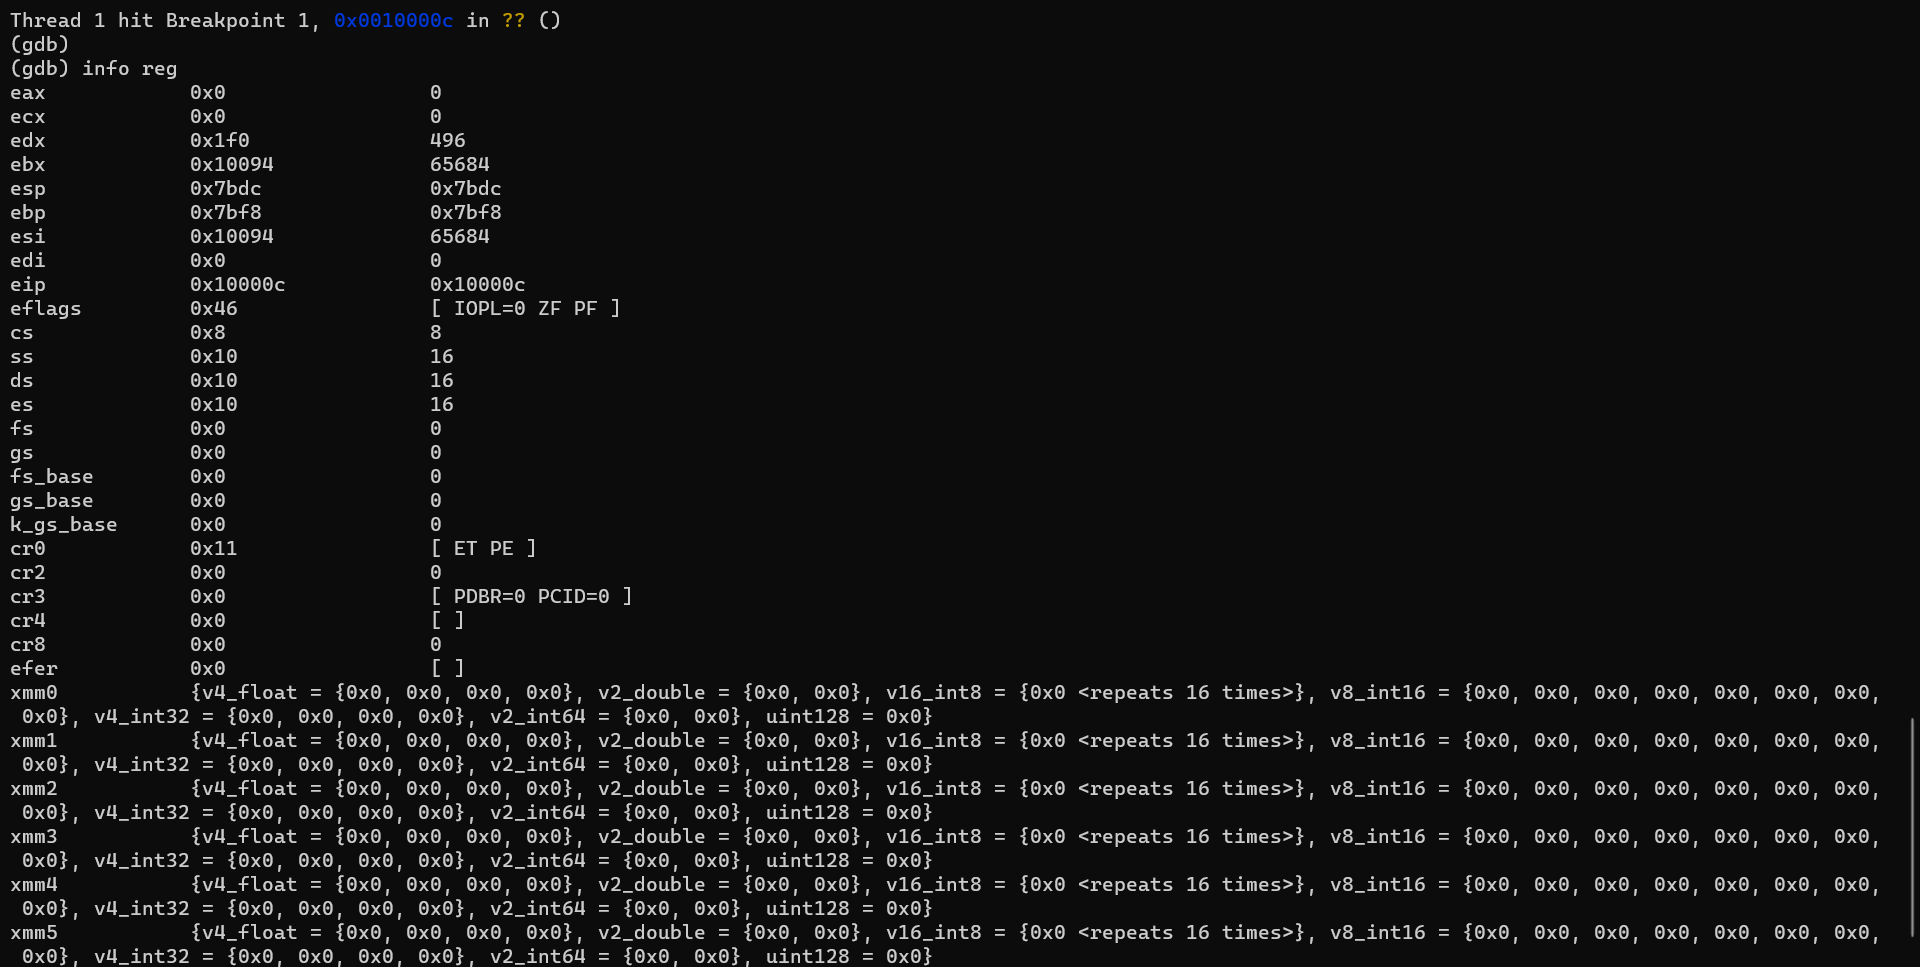 Thread 1 hit Breakpoint 1, 0x0010000c in ?? ()
(gdb)
(gdb) info reg
eax            0x0                 0
ecx            0x0                 0
edx            0x1f0               496
ebx            0x10094             65684
esp            0x7bdc              0x7bdc
ebp            0x7bf8              0x7bf8
esi            0x10094             65684
edi            0x0                 0
eip            0x10000c            0x10000c
eflags         0x46                [ IOPL=0 ZF PF ]
cs             0x8                 8
ss             0x10                16
ds             0x10                16
es             0x10                16
fs             0x0                 0
gs             0x0                 0
fs_base        0x0                 0
gs_base        0x0                 0
k_gs_base      0x0                 0
cr0            0x11                [ ET PE ]
cr2            0x0                 0
cr3            0x0                 [ PDBR=0 PCID=0 ]
cr4            0x0                 [ ]
cr8            0x0                 0
efer           0x0                 [ ]
xmm0           {v4_float = {0x0, 0x0, 0x0, 0x0}, v2_double = {0x0, 0x0}, v16_int8 = {0x0 <repeats 16 times>}, v8_int16 = {0x0, 0x0, 0x0, 0x0, 0x0, 0x0, 0x0,
 0x0}, v4_int32 = {0x0, 0x0, 0x0, 0x0}, v2_int64 = {0x0, 0x0}, uint128 = 0x0}
xmm1           {v4_float = {0x0, 0x0, 0x0, 0x0}, v2_double = {0x0, 0x0}, v16_int8 = {0x0 <repeats 16 times>}, v8_int16 = {0x0, 0x0, 0x0, 0x0, 0x0, 0x0, 0x0,
 0x0}, v4_int32 = {0x0, 0x0, 0x0, 0x0}, v2_int64 = {0x0, 0x0}, uint128 = 0x0}
xmm2           {v4_float = {0x0, 0x0, 0x0, 0x0}, v2_double = {0x0, 0x0}, v16_int8 = {0x0 <repeats 16 times>}, v8_int16 = {0x0, 0x0, 0x0, 0x0, 0x0, 0x0, 0x0,
 0x0}, v4_int32 = {0x0, 0x0, 0x0, 0x0}, v2_int64 = {0x0, 0x0}, uint128 = 0x0}
xmm3           {v4_float = {0x0, 0x0, 0x0, 0x0}, v2_double = {0x0, 0x0}, v16_int8 = {0x0 <repeats 16 times>}, v8_int16 = {0x0, 0x0, 0x0, 0x0, 0x0, 0x0, 0x0,
 0x0}, v4_int32 = {0x0, 0x0, 0x0, 0x0}, v2_int64 = {0x0, 0x0}, uint128 = 0x0}
xmm4           {v4_float = {0x0, 0x0, 0x0, 0x0}, v2_double = {0x0, 0x0}, v16_int8 = {0x0 <repeats 16 times>}, v8_int16 = {0x0, 0x0, 0x0, 0x0, 0x0, 0x0, 0x0,
 0x0}, v4_int32 = {0x0, 0x0, 0x0, 0x0}, v2_int64 = {0x0, 0x0}, uint128 = 0x0}
xmm5           {v4_float = {0x0, 0x0, 0x0, 0x0}, v2_double = {0x0, 0x0}, v16_int8 = {0x0 <repeats 16 times>}, v8_int16 = {0x0, 0x0, 0x0, 0x0, 0x0, 0x0, 0x0,
 0x0}, v4_int32 = {0x0, 0x0, 0x0, 0x0}, v2_int64 = {0x0, 0x0}, uint128 = 0x0}